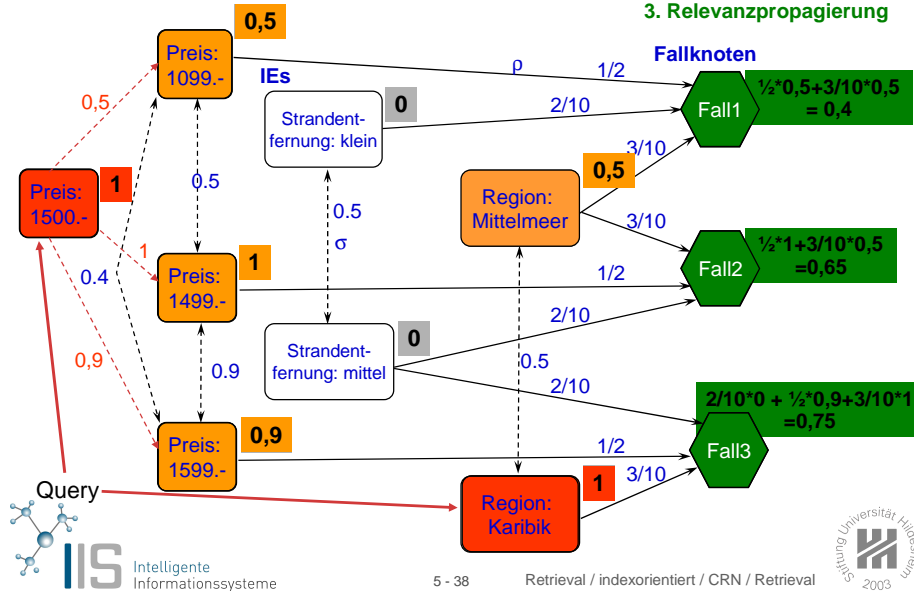 3. Relevanzpropagierung
0,5
Preis:
1099.-
IEs
ρ
1/2
Fallknoten
Fall1
½*0,5+3/10*0,5
= 0,4
0,5
0
Strandent-
fernung: klein
2/10
3/10
Preis:
1500.-
1
0.5
0.5
σ
Region:
Mittelmeer
0,5
3/10
1
0.4
1
Preis:
1499.-
1/2
Fall2
½*1+3/10*0,5
=0,65
0,9
0.9
Strandent-
fernung: mittel
0
2/10
0.5
2/10
2/10*0 + ½*0,9+3/10*1
=0,75
Fall3
Preis:
1599.-
0,9
1/2
Query
Region:
Karibik
1
3/10
IIS Intelligente
Informationssysteme
5 - 38
Retrieval / indexorientiert / CRN / Retrieval
Stiftung Universität Hildesheim
2003